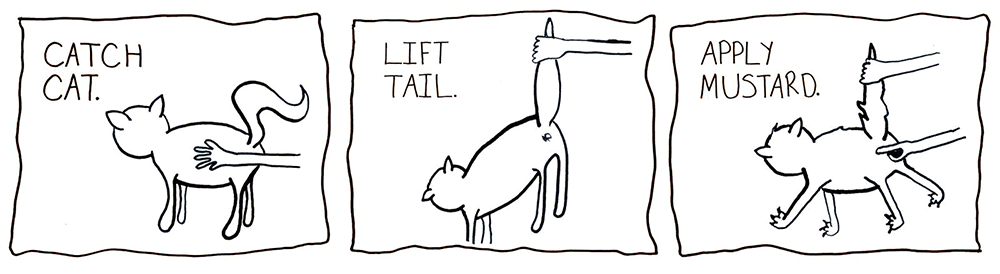 CATCH
CAT.
LIFT
TAIL.
APPLY
MUSTARD.